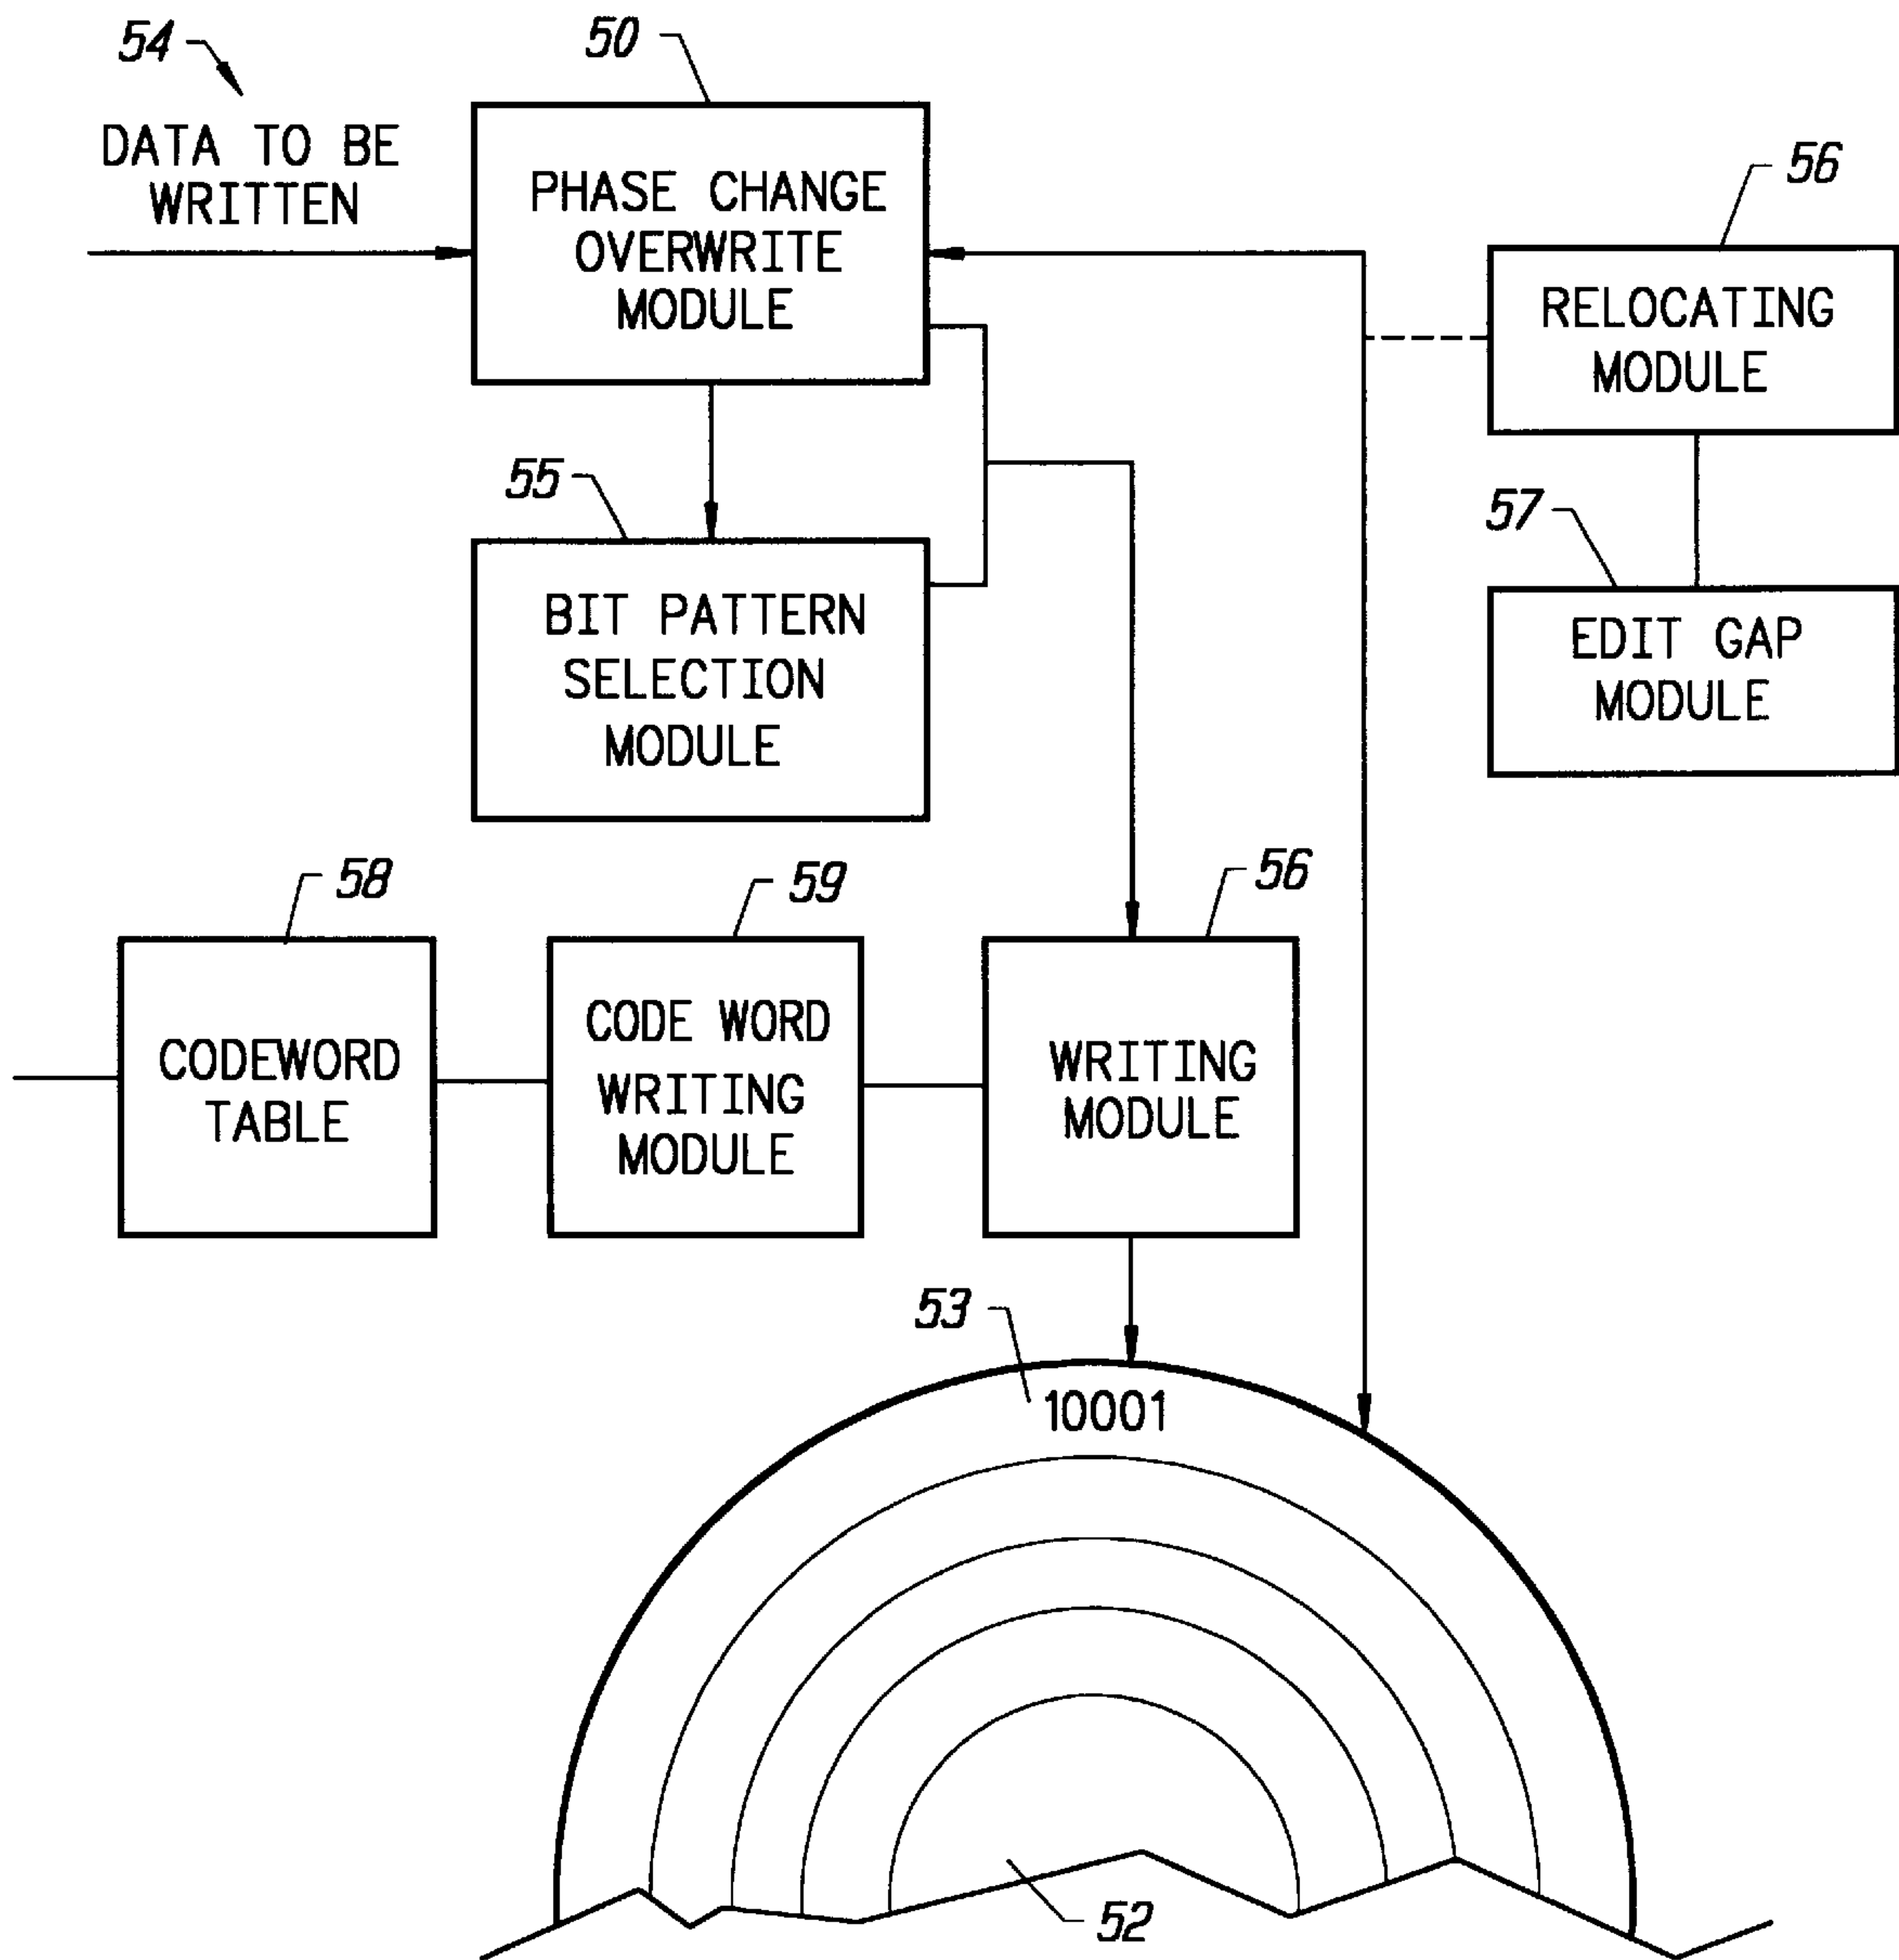 54
DATA TO BE
WRITTEN
50
PHASE CHANGE
OVERWRITE
MODULE
56
RELOCATING
MODULE
55
BIT PATTERN
SELECTION
MODULE
57
EDIT GAP
MODULE
58
CODEWORD
TABLE
59
CODE WORD
WRITING
MODULE
56
WRITING
MODULE
53
10001
52